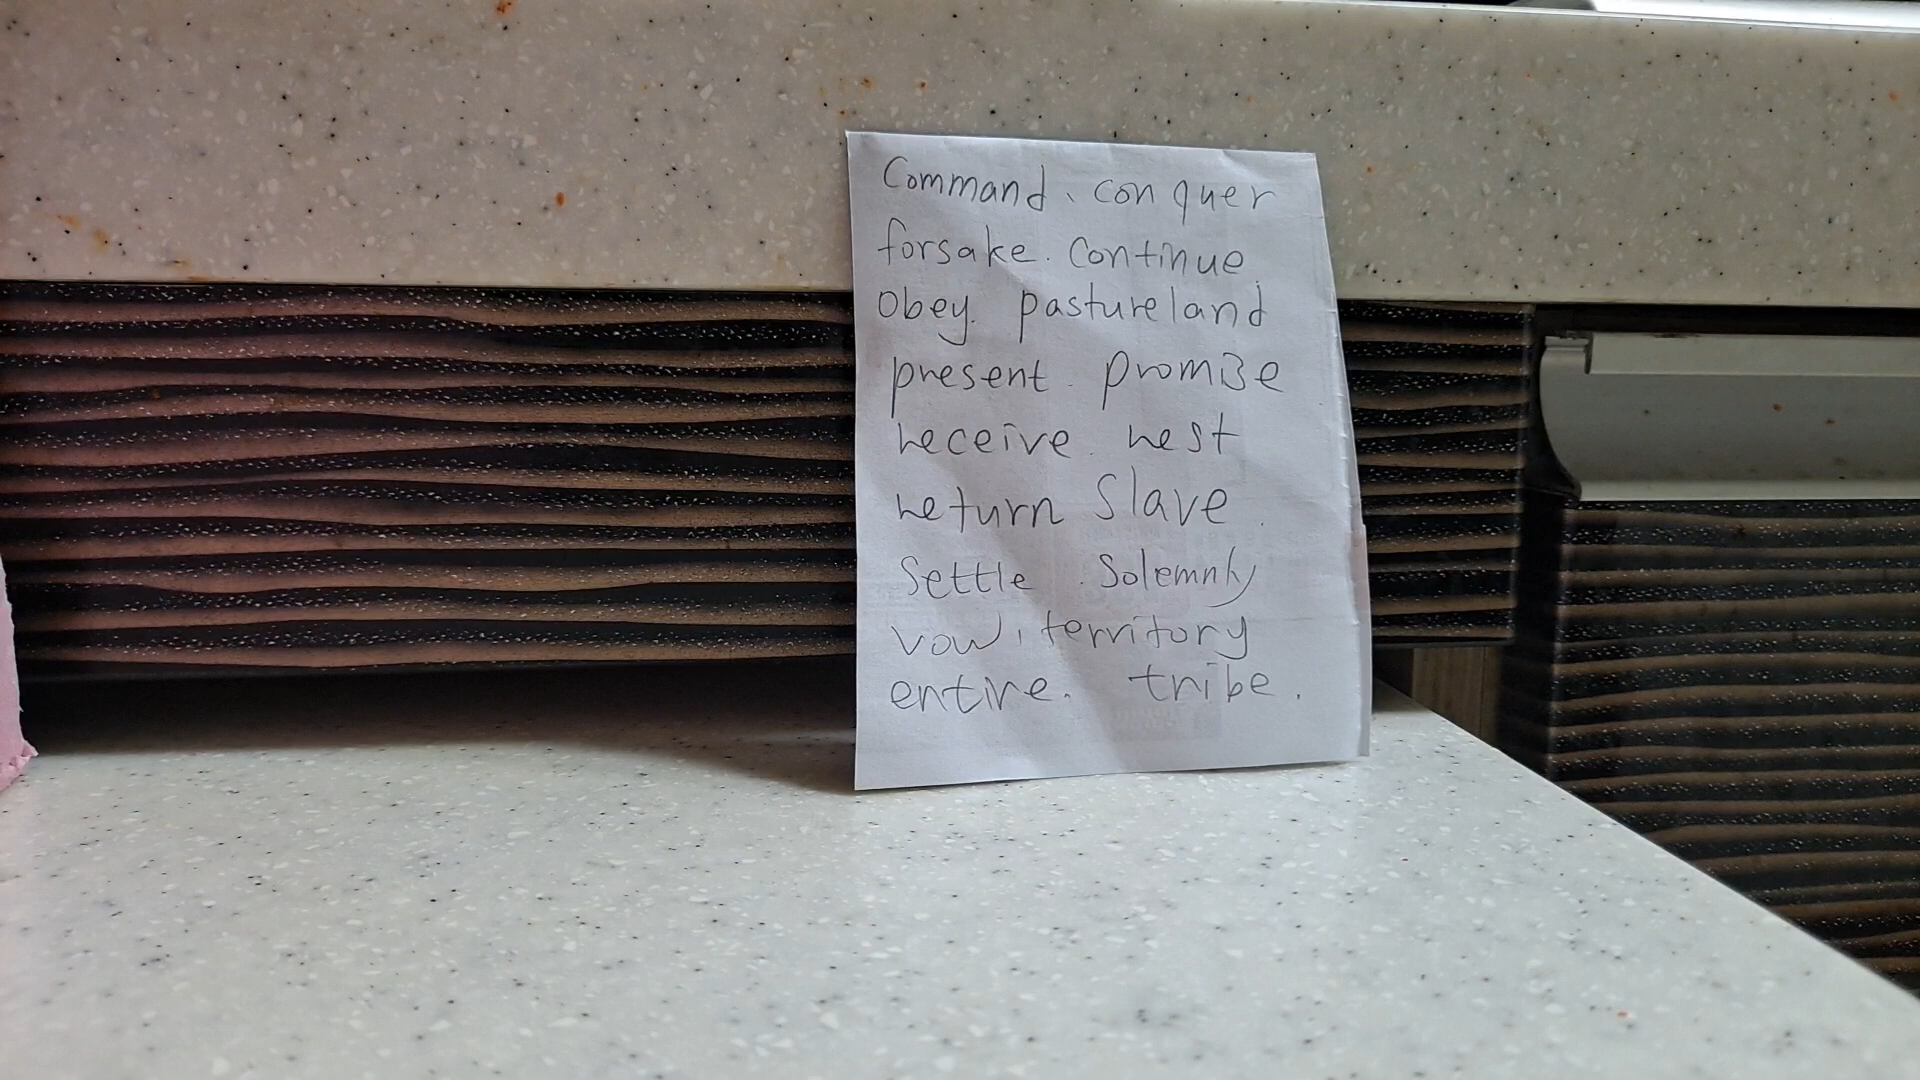 Command, conquer
forsake. continue
obey. pastureland
present. promise
receive. rest
return Slave.
Settle. Solemnly
vow, territory
entire. tribe.